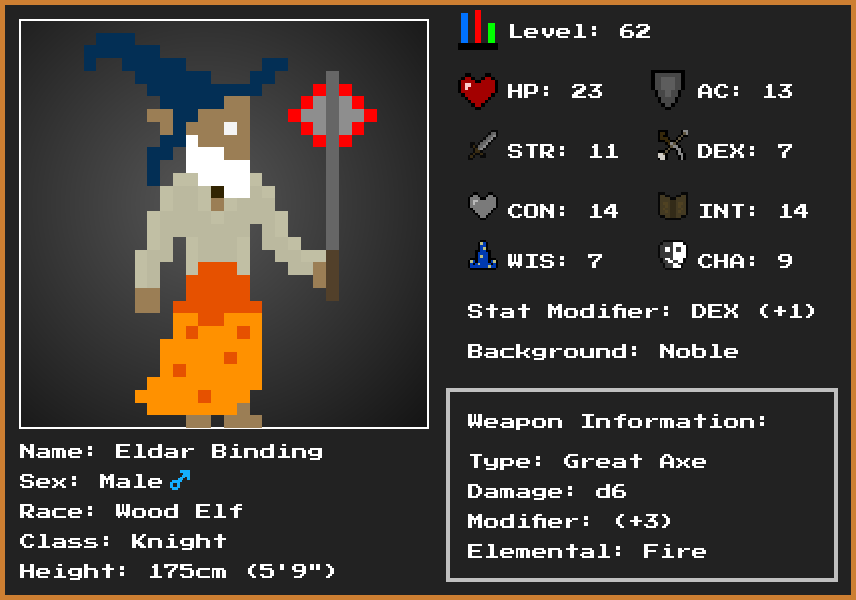 Level: 62
HP: 23
AC: 13
STR: 11
DEX: 7
CON: 14
INT: 14
WIS: 7
CHA: 9
Stat Modifier: DEX (+1)
Background: Noble
Weapon Information:
Type: Great Axe
Damage: d6
Modifier: (+3)
Elemental: Fire
Name: Eldar Binding
Sex: Male♂
Race: Wood Elf
Class: Knight
Height: 175cm (5'9")